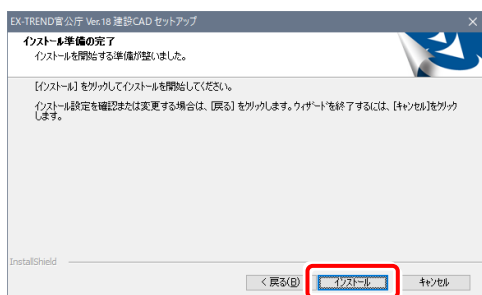 EX-TREND官公庁 Ver.18 建設CAD セットアップ
インストール準備の完了
インストールを開始する準備が整いました。
[インストール] をクリックしてインストールを開始してください。
インストール設定を確認または変更する場合は、[戻る] をクリックします。ウィザードを終了するには、[キャンセル]をクリック
します。
InstallShield
< 戻る(B)
インストール
キャンセル